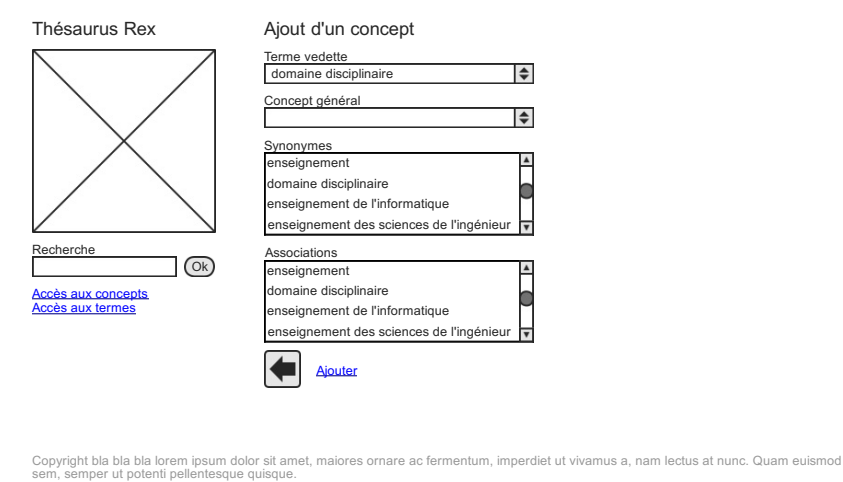 Thésaurus Rex
Recherche
Ok
Accès aux concepts
Accès aux termes
Ajout d'un concept
Terme vedette
domaine disciplinaire
Concept général
Synonymes
enseignement
domaine disciplinaire
enseignement de l'informatique
enseignement des sciences de l'ingénieur
Associations
enseignement
domaine disciplinaire
enseignement de l'informatique
enseignement des sciences de l'ingénieur
Ajouter
Copyright bla bla bla lorem ipsum dolor sit amet, maiores ornare ac fermentum, imperdiet ut vivamus a, nam lectus at nunc. Quam euismod
sem, semper ut potenti pellentesque quisque.